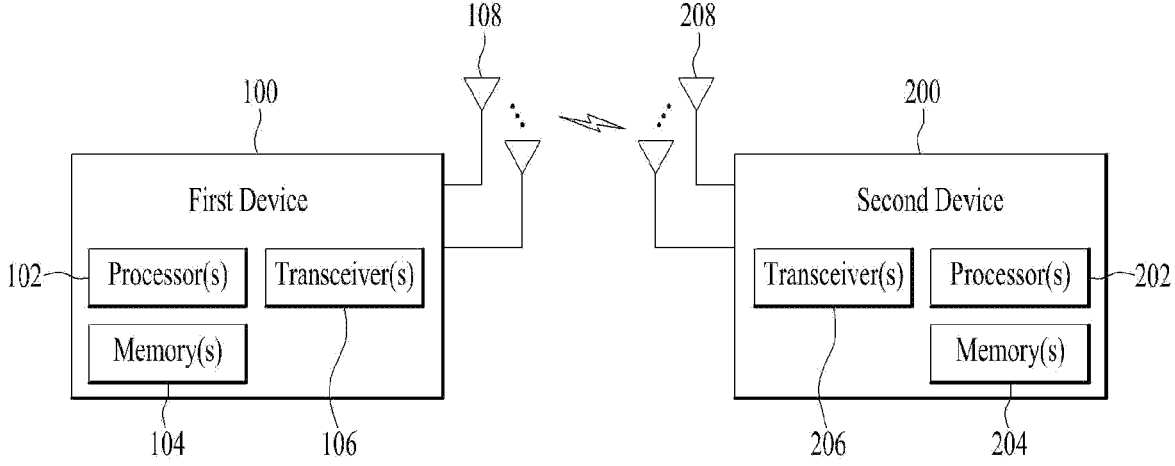 108
208
100
200
First Device
Second Device
102
Processor(s)
Transceiver(s)
Transceiver(s)
Processor(s)
202
Memory(s)
Memory(s)
104
106
206
204